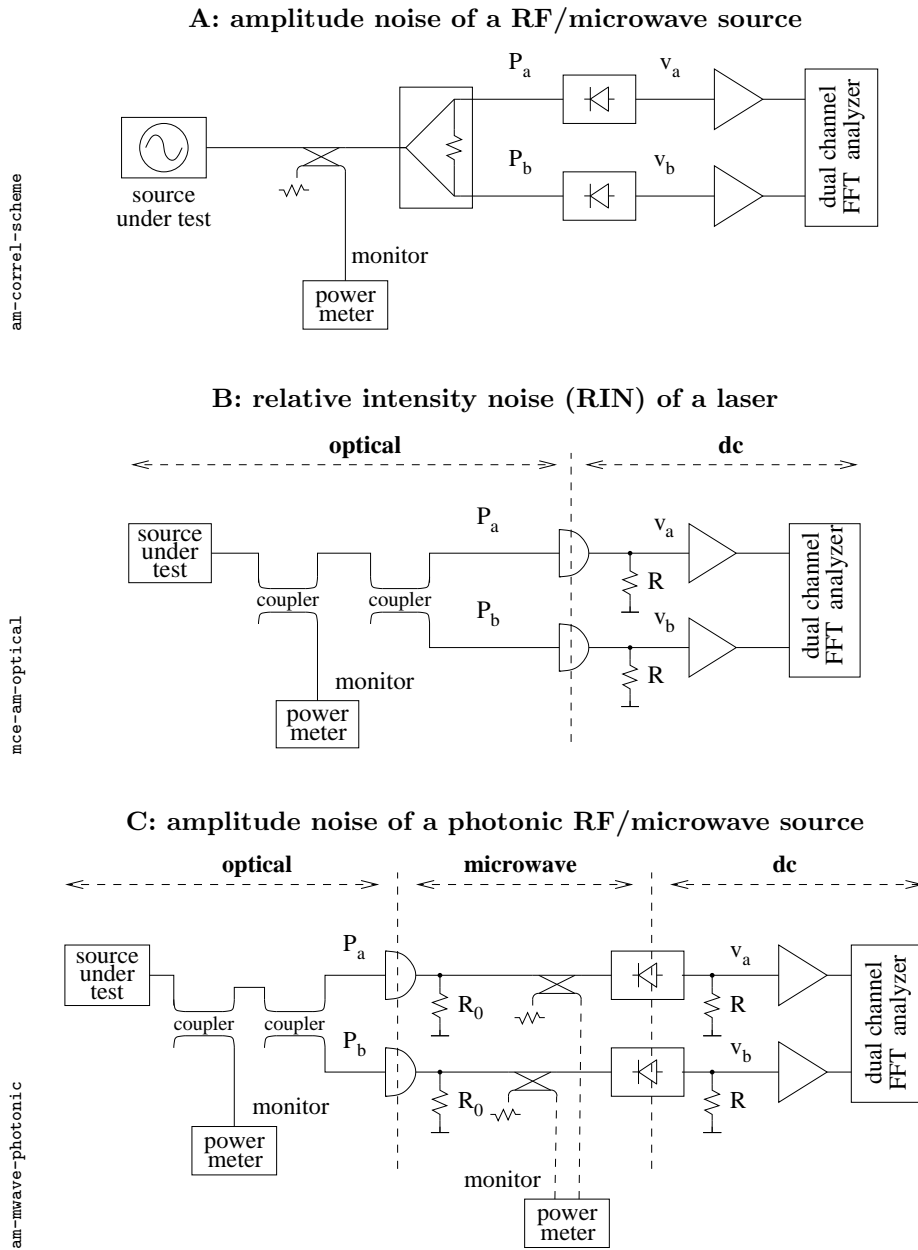 A: amplitude noise of a RF/microwave source
P_a
v_a
P_b
v_b
source
under test
monitor
power
meter
dual channel
FFT analyzer
am-correl-scheme
B: relative intensity noise (RIN) of a laser
optical
dc
source
under
test
coupler
coupler
P_a
v_a
R
P_b
v_b
R
monitor
power
meter
dual channel
FFT analyzer
mce-am-optical
C: amplitude noise of a photonic RF/microwave source
optical
microwave
dc
source
under
test
coupler
coupler
P_a
v_a
R_0
R
P_b
v_b
R_0
R
monitor
power
meter
monitor
power
meter
dual channel
FFT analyzer
am-mwave-photonic